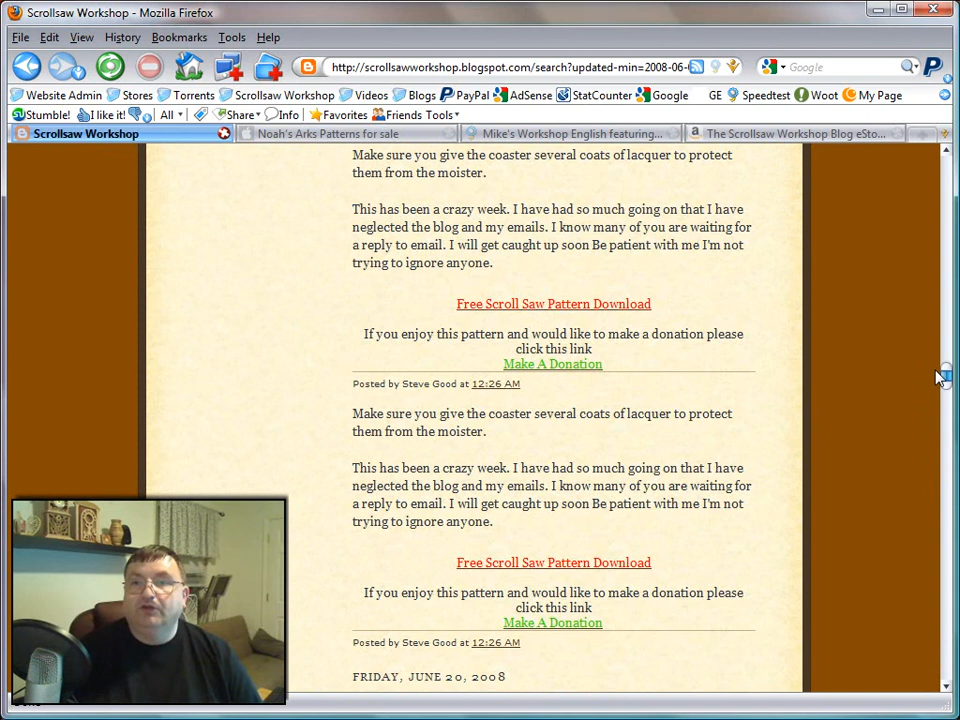 Scrollsaw Workshop - Mozilla Firefox
File Edit View History Bookmarks Tools Help
http://scrollsawworkshop.blogspot.com/search?updated-min=2008-06- Google
Website Admin Stores Torrents Scrollsaw Workshop Videos Blogs PayPal AdSense StatCounter Google GE Speedtest Woot My Page
Stumble! I like it! All Share Info Favorites Friends Tools
Scrollsaw Workshop Noah's Arks Patterns for sale Mike's Workshop English featuring... The Scrollsaw Workshop Blog eSto...
Make sure you give the coaster several coats of lacquer to protect
them from the moister.
This has been a crazy week. I have had so much going on that I have
neglected the blog and my emails. I know many of you are waiting for
a reply to email. I will get caught up soon Be patient with me I'm not
trying to ignore anyone.
Free Scroll Saw Pattern Download
If you enjoy this pattern and would like to make a donation please
click this link
Make A Donation
Posted by Steve Good at 12:26 AM
Make sure you give the coaster several coats of lacquer to protect
them from the moister.
This has been a crazy week. I have had so much going on that I have
neglected the blog and my emails. I know many of you are waiting for
a reply to email. I will get caught up soon Be patient with me I'm not
trying to ignore anyone.
Free Scroll Saw Pattern Download
If you enjoy this pattern and would like to make a donation please
click this link
Make A Donation
Posted by Steve Good at 12:26 AM
FRIDAY, JUNE 20, 2008